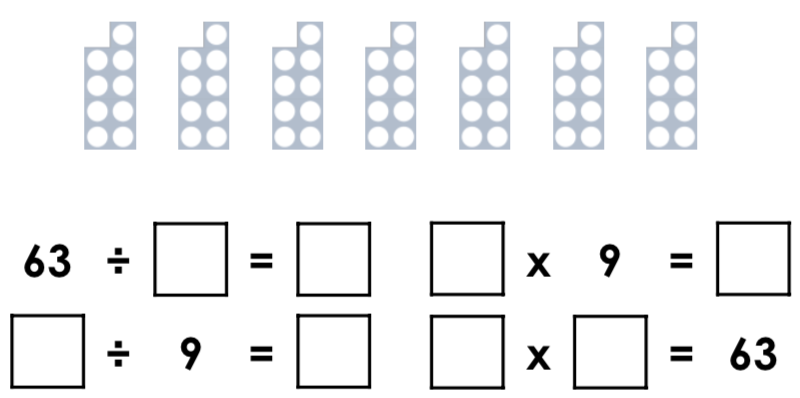 63 ÷ = x 9 =
÷ 9 = x = 63